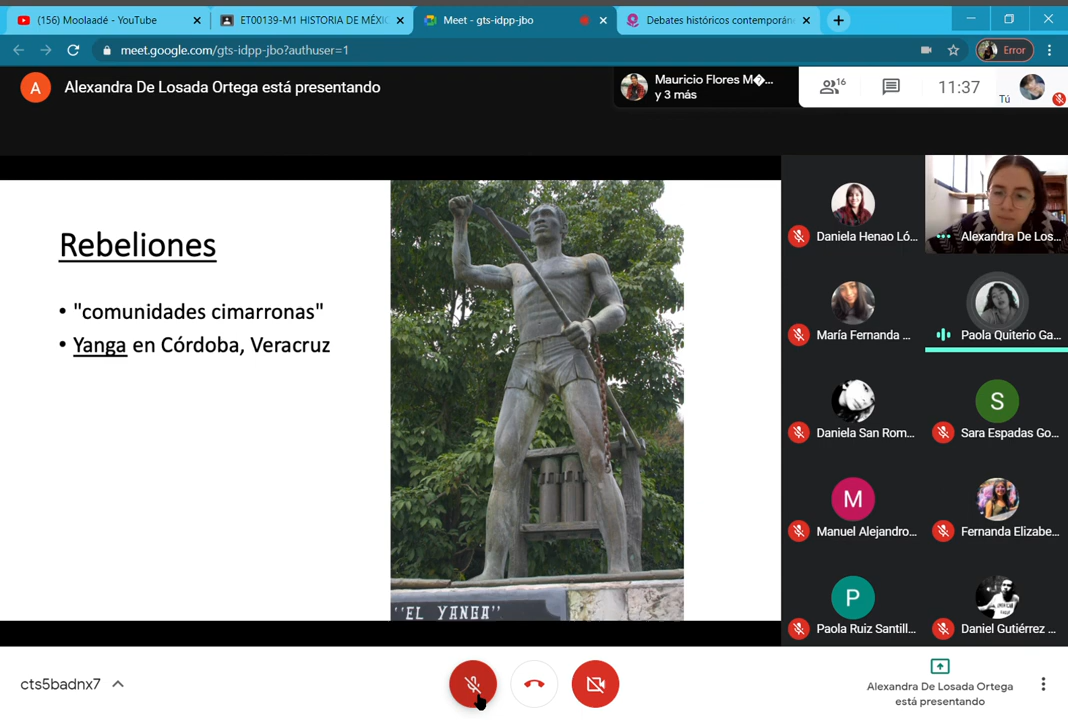 (156) Moolaadé - YouTube
ET00139-M1 HISTORIA DE MÉXI
Meet - gts-idpp-jbo
Debates históricos contemporán
meet.google.com/gts-idpp-jbo?authuser=1
Error
A
Alexandra De Losada Ortega está presentando
Mauricio Flores M�...
y 3 más
16
11:37
Tú
Rebeliones
• "comunidades cimarronas"
• Yanga en Córdoba, Veracruz
"EL YANGA"
Daniela Henao Ló...
Alexandra De Los...
María Fernanda ...
Paola Quiterio Ga...
Daniela San Rom...
S
Sara Espadas Go...
M
Manuel Alejandro...
Fernanda Elizabe...
P
Paola Ruiz Santill...
Daniel Gutiérrez ...
cts5badnx7
Alexandra De Losada Ortega
está presentando